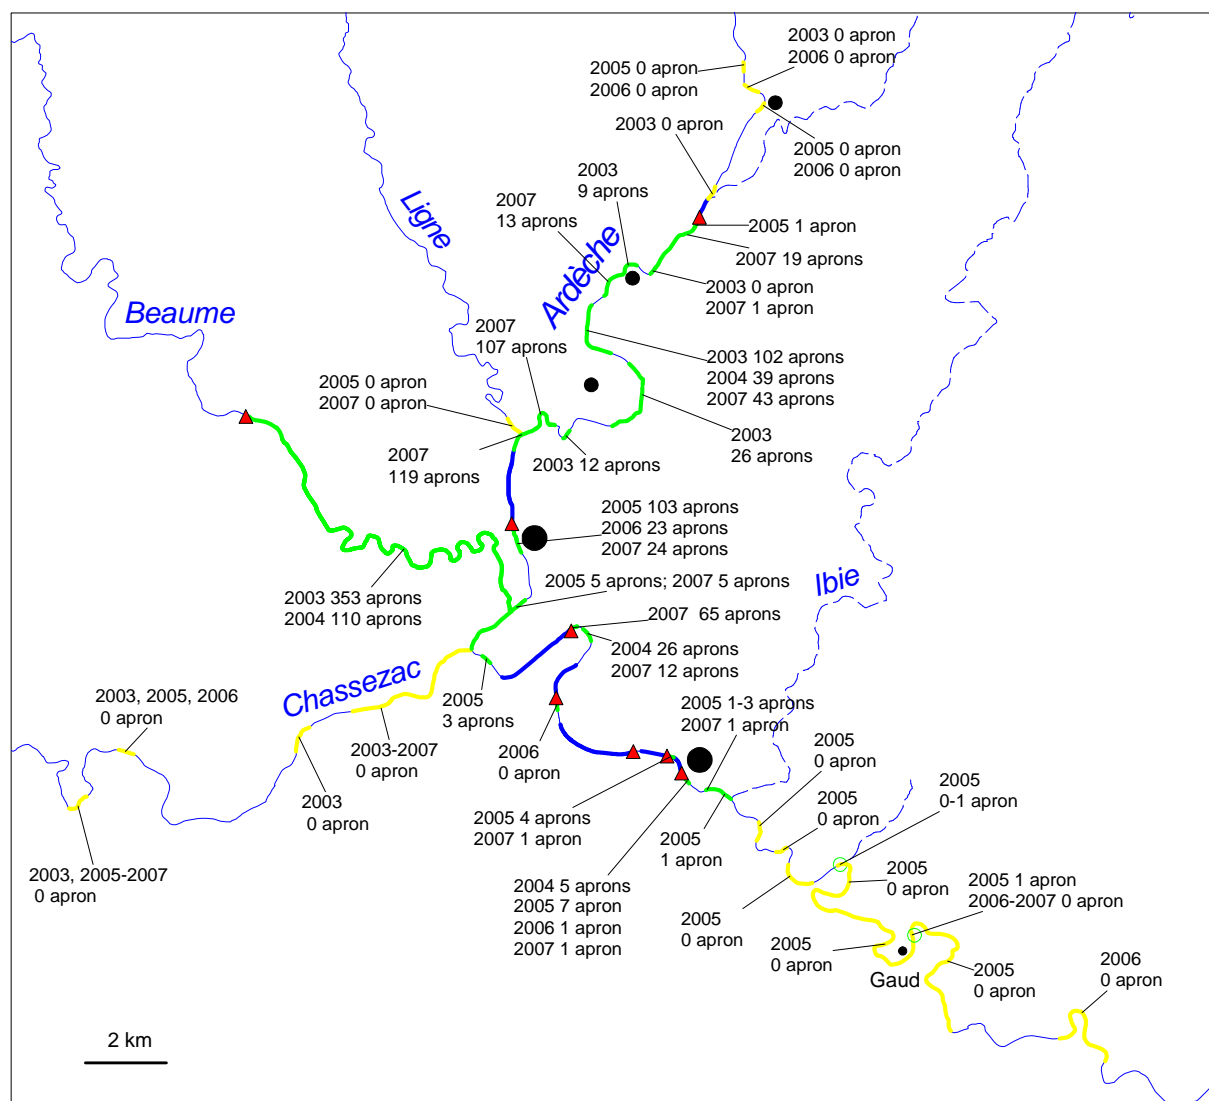 2003 0 apron
2006 0 apron
2005 0 apron
2006 0 apron
2003 0 apron
2005 0 apron
2006 0 apron
2003
9 aprons
2007
13 aprons
Ligne
Ardèche
2005 1 apron
2007 19 aprons
2003 0 apron
2007 1 apron
Beaume
2007
107 aprons
2003 102 aprons
2004 39 aprons
2007 43 aprons
2005 0 apron
2007 0 apron
2003
26 aprons
2007
119 aprons
2003 12 aprons
2005 103 aprons
2006 23 aprons
2007 24 aprons
Ibie
2005 5 aprons; 2007 5 aprons
2003 353 aprons
2004 110 aprons
2007 65 aprons
2004 26 aprons
2007 12 aprons
Chassezac
2003, 2005, 2006
0 apron
2005
3 aprons
2005 1-3 aprons
2007 1 apron
2003-2007
0 apron
2006
0 apron
2005
0 apron
2003
0 apron
2005
0-1 apron
2005
0 apron
2005 4 aprons
2007 1 apron
2005
1 apron
2003, 2005-2007
0 apron
2005
0 apron
2004 5 aprons
2005 7 apron
2006 1 apron
2007 1 apron
2005 1 apron
2006-2007 0 apron
2005
0 apron
2005
0 apron
Gaud
2005
0 apron
2006
0 apron
2 km